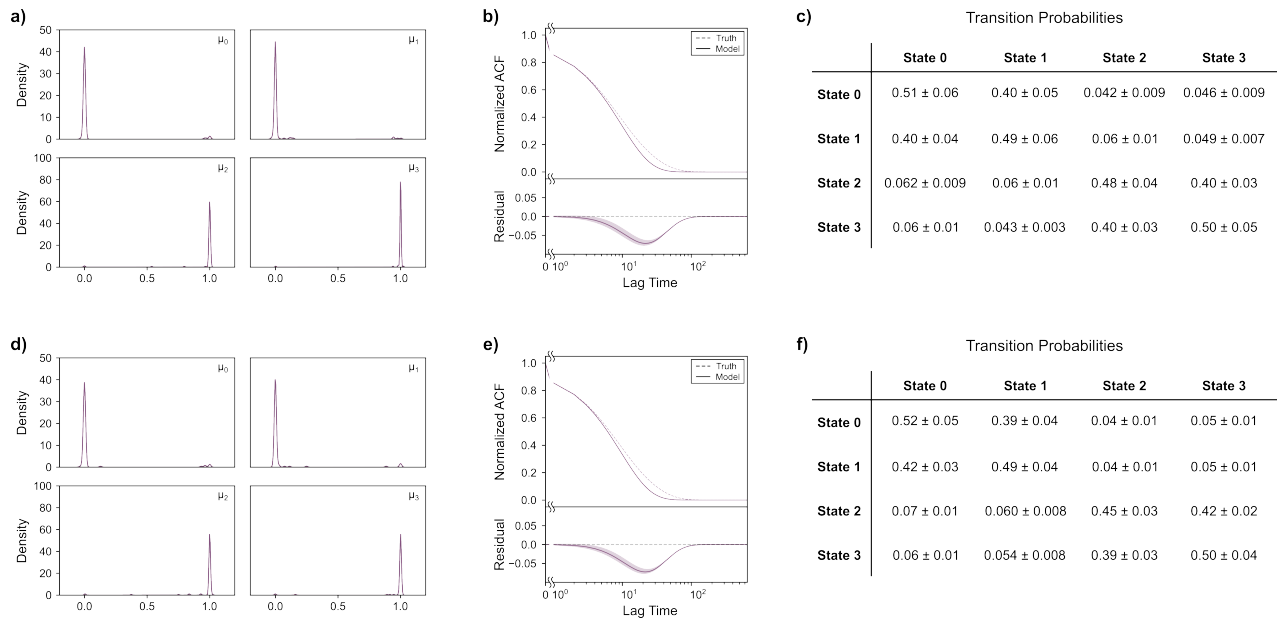 a)
50
40
30
20
10
0
Density
μ0
μ1
100
80
60
40
20
0
Density
μ2
μ3
0.0
0.5
1.0
0.0
0.5
1.0
b)
1.0
0.8
0.6
0.4
0.2
0.0
Normalized ACF
Truth
Model
0.05
0.00
−0.05
Residual
0 10^0
10^1
10^2
Lag Time
c)
Transition Probabilities
State 0 State 1 State 2 State 3
State 0 0.51 ± 0.06 0.40 ± 0.05 0.042 ± 0.009 0.046 ± 0.009
State 1 0.40 ± 0.04 0.49 ± 0.06 0.06 ± 0.01 0.049 ± 0.007
State 2 0.062 ± 0.009 0.06 ± 0.01 0.48 ± 0.04 0.40 ± 0.03
State 3 0.06 ± 0.01 0.043 ± 0.003 0.40 ± 0.03 0.50 ± 0.05
d)
50
40
30
20
10
0
Density
μ0
μ1
100
80
60
40
20
0
Density
μ2
μ3
0.0
0.5
1.0
0.0
0.5
1.0
e)
1.0
0.8
0.6
0.4
0.2
0.0
Normalized ACF
Truth
Model
0.05
0.00
−0.05
Residual
0 10^0
10^1
10^2
Lag Time
f)
Transition Probabilities
State 0 State 1 State 2 State 3
State 0 0.52 ± 0.05 0.39 ± 0.04 0.04 ± 0.01 0.05 ± 0.01
State 1 0.42 ± 0.03 0.49 ± 0.04 0.04 ± 0.01 0.05 ± 0.01
State 2 0.07 ± 0.01 0.060 ± 0.008 0.45 ± 0.03 0.42 ± 0.02
State 3 0.06 ± 0.01 0.054 ± 0.008 0.39 ± 0.03 0.50 ± 0.04